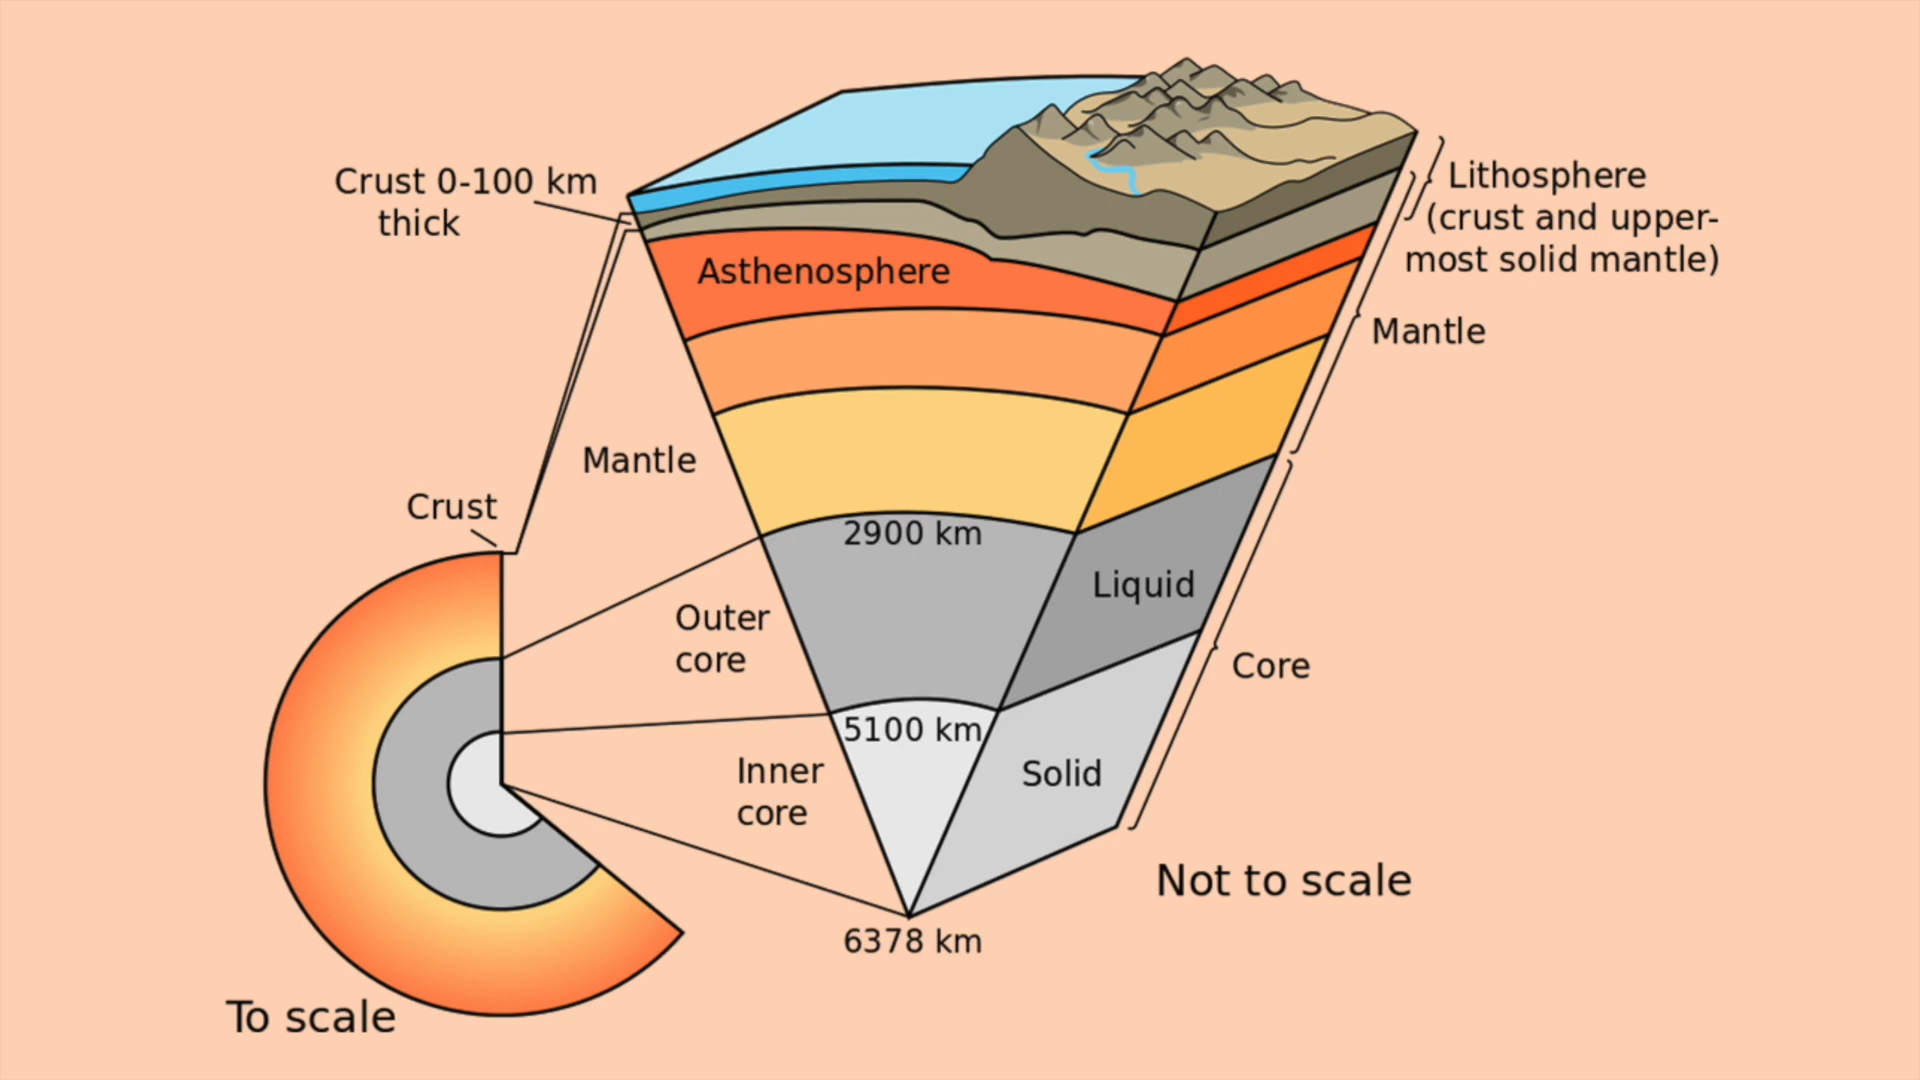 Crust 0-100 km
thick
Lithosphere
(crust and upper-
most solid mantle)
Asthenosphere
Mantle
Mantle
Crust
2900 km
Liquid
Outer
core
Core
5100 km
Inner
core
Solid
Not to scale
6378 km
To scale